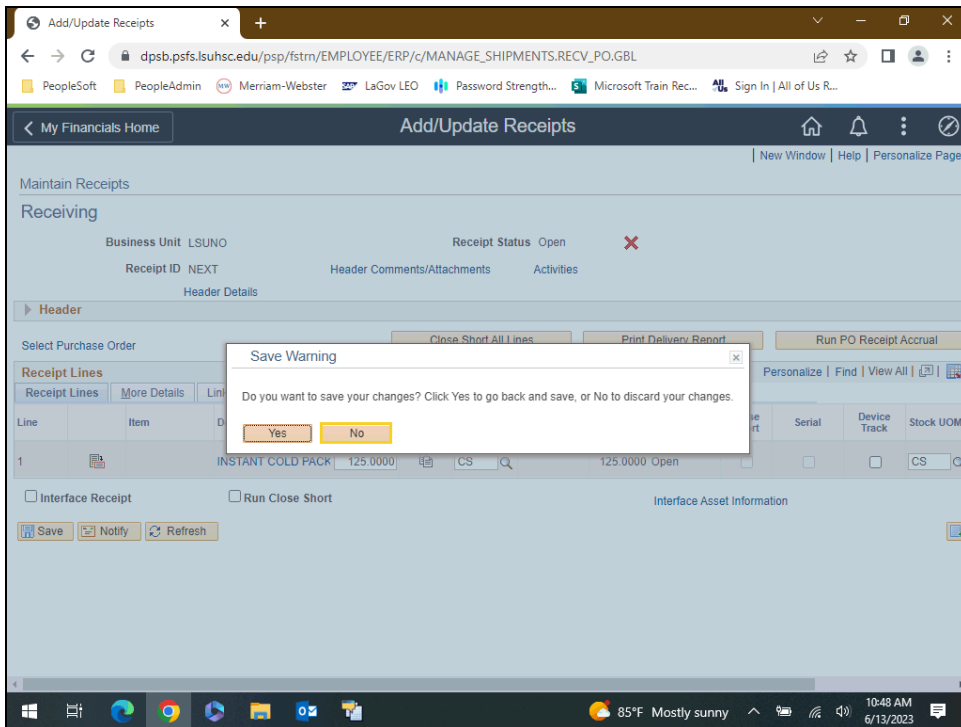 Add/Update Receipts
dpsb.psfs.lsuhsc.edu/psp/fstrn/EMPLOYEE/ERP/c/MANAGE_SHIPMENTS.RECV_PO.GBL
PeopleSoft PeopleAdmin MW Merriam-Webster SAP LaGov LEO Password Strength... S Microsoft Train Rec... All Us Sign In | All of Us R...
My Financials Home Add/Update Receipts
New Window | Help | Personalize Page
Maintain Receipts
Receiving
Business Unit LSUNO Receipt Status Open
Receipt ID NEXT Header Comments/Attachments Activities
Header Details
Header
Select Purchase Order Close Short All Lines Print Delivery Report Run PO Receipt Accrual
Save Warning
Receipt Lines Personalize | Find | View All |
Receipt Lines More Details Lin
Do you want to save your changes? Click Yes to go back and save, or No to discard your changes.
Line Item D Serial Device Track Stock UOM
Yes No
1 INSTANT COLD PACK 125.0000 CS 125.0000 Open CS
Interface Receipt Run Close Short Interface Asset Information
Save Notify Refresh
85°F Mostly sunny 10:48 AM
6/13/2023